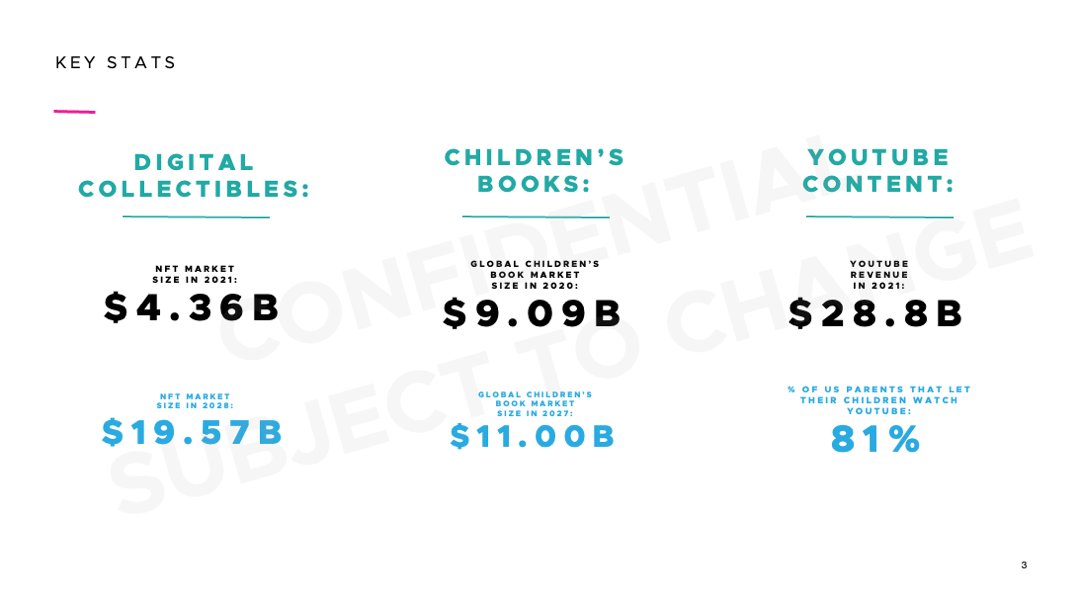 KEY STATS
DIGITAL
COLLECTIBLES:
NFT MARKET
SIZE IN 2021:
$4.36B
NFT MARKET
SIZE IN 2028:
$19.57B
CHILDREN'S
BOOKS:
GLOBAL CHILDREN'S
BOOK MARKET
SIZE IN 2020:
$9.09B
GLOBAL CHILDREN'S
BOOK MARKET
SIZE IN 2027:
$11.00B
YOUTUBE
CONTENT:
YOUTUBE
REVENUE
IN 2021:
$28.8B
% OF US PARENTS THAT LET
THEIR CHILDREN WATCH
YOUTUBE:
81%
CONFIDENTIAL
SUBJECT TO CHANGE
3